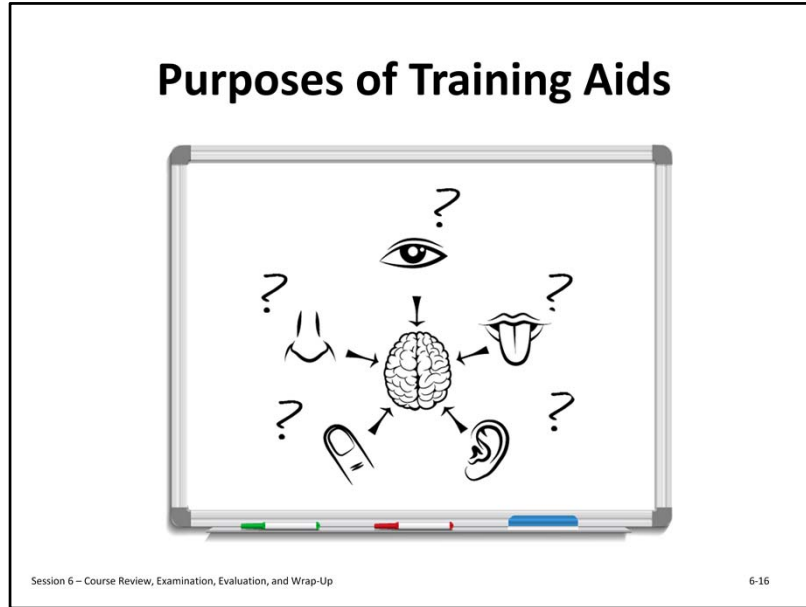 Purposes of Training Aids
?
? ?
? ?
Session 6 – Course Review, Examination, Evaluation, and Wrap-Up 6-16